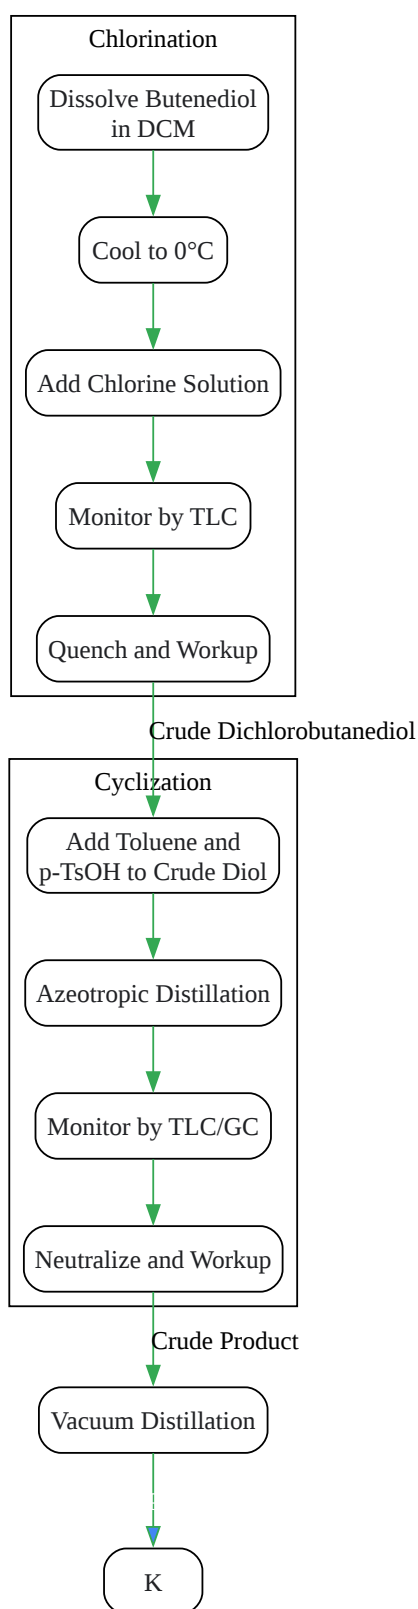 Chlorination
Dissolve Butenediol
in DCM
Cool to 0°C
Add Chlorine Solution
Monitor by TLC
Quench and Workup
Crude Dichlorobutanediol
Cyclization
Add Toluene and
p-TsOH to Crude Diol
Azeotropic Distillation
Monitor by TLC/GC
Neutralize and Workup
Crude Product
Vacuum Distillation
K